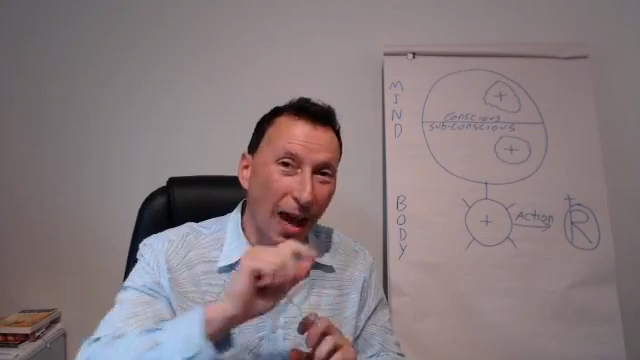 MIND
+
CONSCIOUS
SUB-CONSCIOUS
+
BODY
+
Action
+
R